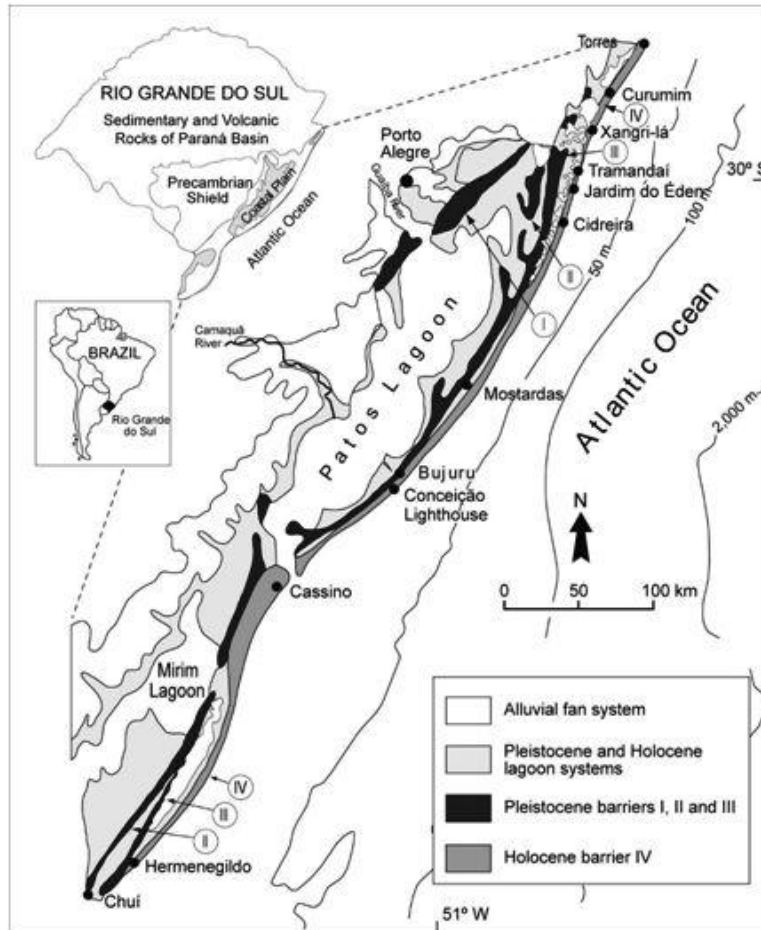 RIO GRANDE DO SUL
Sedimentary and Volcanic
Rocks of Paraná Basin
Precambrian
Shield
Coastal Plain
Atlantic Ocean
BRAZIL
Rio Grande
do Sul
Torres
Curumim
IV
Xangri-lá
III
Tramandaí
Jardim do Éden
Cidreira
30º S
Porto
Alegre
Guaíba River
II
I
50 m
100 m
2,000 m
Camaquã
River
Patos Lagoon
Mostardas
Atlantic Ocean
Bujuru
Conceição
Lighthouse
N
0 50 100 km
Cassino
Mirim
Lagoon
IV
III
II
Hermenegildo
Chuí
51º W
Alluvial fan system
Pleistocene and Holocene
lagoon systems
Pleistocene barriers I, II and III
Holocene barrier IV